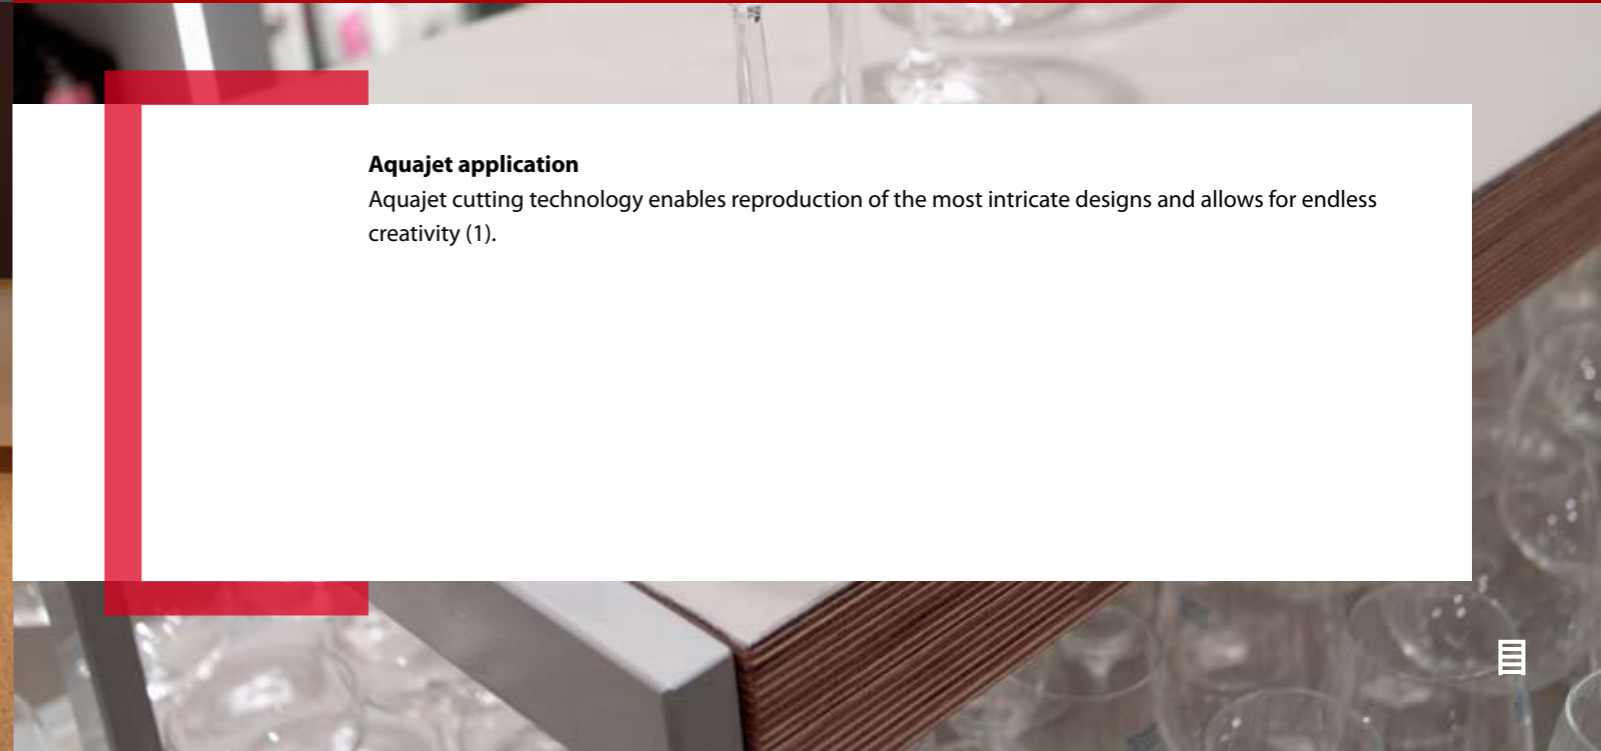 Aquajet application
Aquajet cutting technology enables reproduction of the most intricate designs and allows for endless
creativity (1).